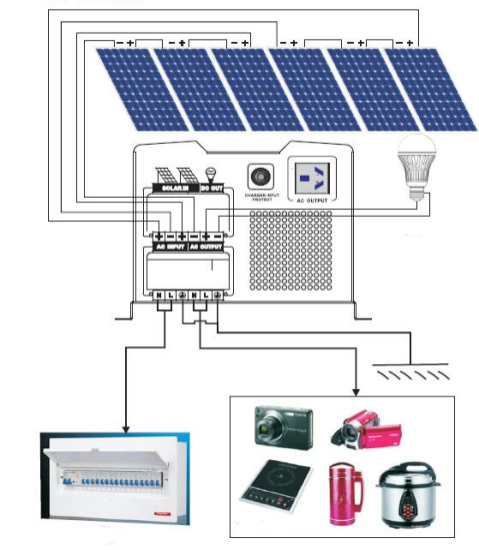 - + - + - + - + - + - +
SOLAR IN DC OUT
CHARGER INPUT
PROTECT
AC OUTPUT
+ - + - + -
AC INPUT AC OUTPUT
N L N L